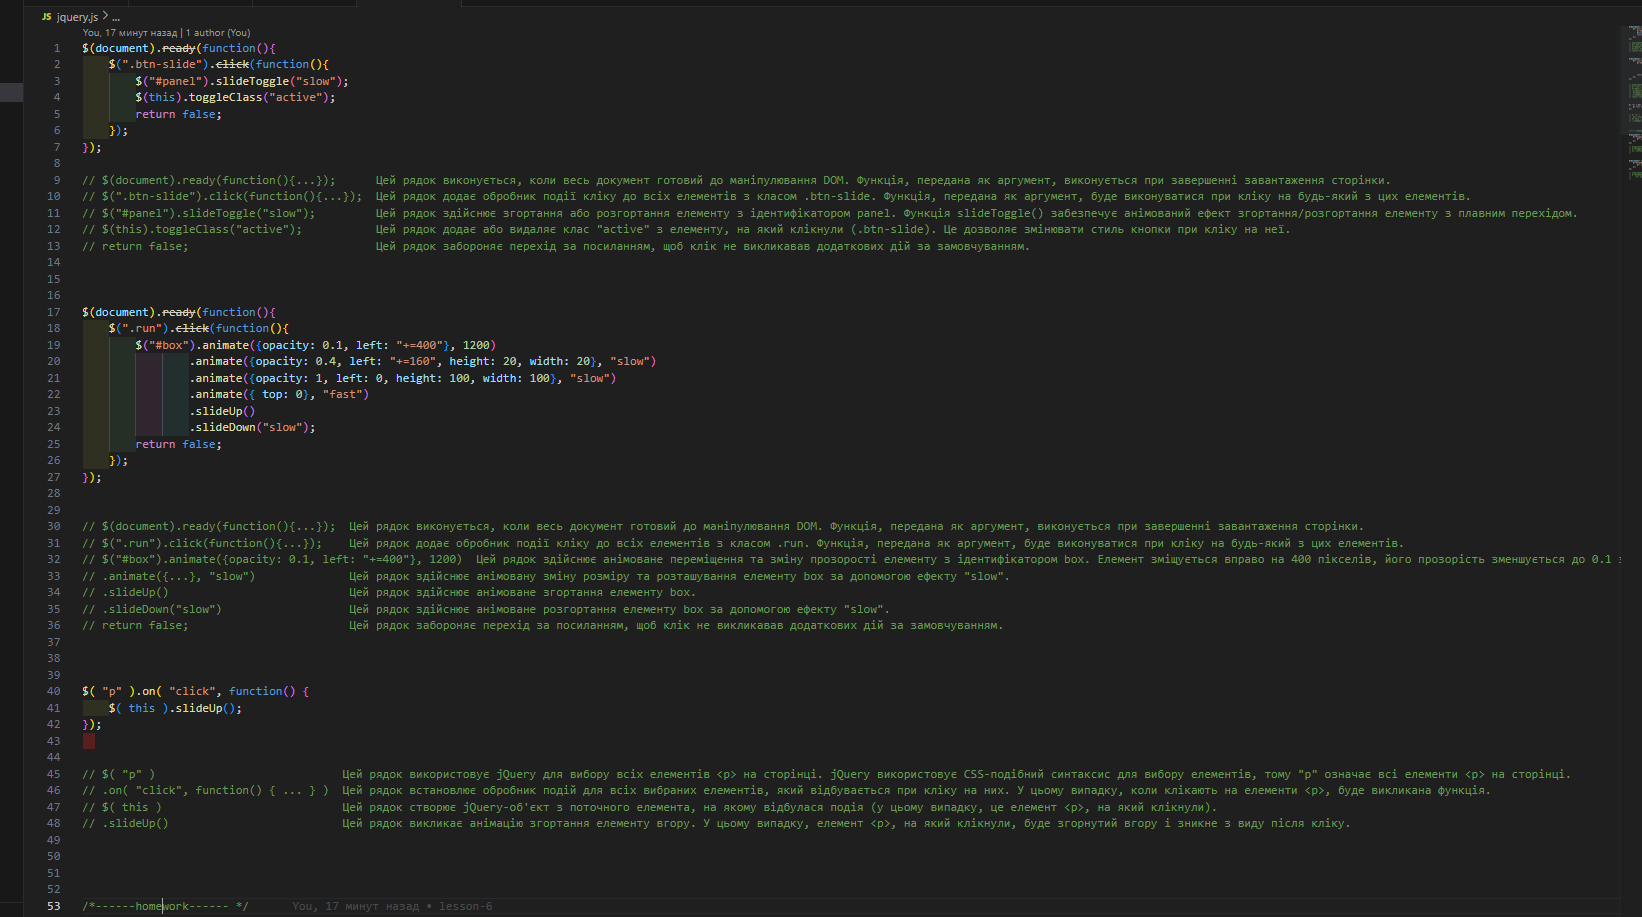 JS jquery.js > ...
You, 17 минут назад | 1 author (You)
1 $(document).ready(function(){
2 $(".btn-slide").click(function(){
3 $("#panel").slideToggle("slow");
4 $(this).toggleClass("active");
5 return false;
6 });
7 });
8
9 // $(document).ready(function(){...}); Цей рядок виконується, коли весь документ готовий до маніпулювання DOM. Функція, передана як аргумент, виконується при завершенні завантаження сторінки.
10 // $(".btn-slide").click(function(){...}); Цей рядок додає обробник події кліку до всіх елементів з класом .btn-slide. Функція, передана як аргумент, буде виконуватися при кліку на будь-який з цих елементів.
11 // $("#panel").slideToggle("slow"); Цей рядок здійснює згортання або розгортання елементу з ідентифікатором panel. Функція slideToggle() забезпечує анімований ефект згортання/розгортання елементу з плавним переходом.
12 // $(this).toggleClass("active"); Цей рядок додає або видаляє клас "active" з елементу, на який клікнули (.btn-slide). Це дозволяє змінювати стиль кнопки при кліку на неї.
13 // return false; Цей рядок забороняє перехід за посиланням, щоб клік не викликавав додаткових дій за замовчуванням.
14
15
16
17 $(document).ready(function(){
18 $(".run").click(function(){
19 $("#box").animate({opacity: 0.1, left: "+=400"}, 1200)
20 .animate({opacity: 0.4, left: "+=160", height: 20, width: 20}, "slow")
21 .animate({opacity: 1, left: 0, height: 100, width: 100}, "slow")
22 .animate({ top: 0}, "fast")
23 .slideUp()
24 .slideDown("slow");
25 return false;
26 });
27 });
28
29
30 // $(document).ready(function(){...}); Цей рядок виконується, коли весь документ готовий до маніпулювання DOM. Функція, передана як аргумент, виконується при завершенні завантаження сторінки.
31 // $(".run").click(function(){...}); Цей рядок додає обробник події кліку до всіх елементів з класом .run. Функція, передана як аргумент, буде виконуватися при кліку на будь-який з цих елементів.
32 // $("#box").animate({opacity: 0.1, left: "+=400"}, 1200) Цей рядок здійснює анімоване переміщення та зміну прозорості елементу з ідентифікатором box. Елемент зміщується вправо на 400 пікселів, його прозорість зменшується до 0.1
33 // .animate({...}, "slow") Цей рядок здійснює анімовану зміну розміру та розташування елементу box за допомогою ефекту "slow".
34 // .slideUp() Цей рядок здійснює анімоване згортання елементу box.
35 // .slideDown("slow") Цей рядок здійснює анімоване розгортання елементу box за допомогою ефекту "slow".
36 // return false; Цей рядок забороняє перехід за посиланням, щоб клік не викликавав додаткових дій за замовчуванням.
37
38
39
40 $( "p" ).on( "click", function() {
41 $( this ).slideUp();
42 });
43
44
45 // $( "p" ) Цей рядок використовує jQuery для вибору всіх елементів <p> на сторінці. jQuery використовує CSS-подібний синтаксис для вибору елементів, тому "p" означає всі елементи <p> на сторінці.
46 // .on( "click", function() { ... } ) Цей рядок встановлює обробник подій для всіх вибраних елементів, який відбувається при кліку на них. У цьому випадку, коли клікають на елементи <p>, буде викликана функція.
47 // $( this ) Цей рядок створює jQuery-об'єкт з поточного елемента, на якому відбулася подія (у цьому випадку, це елемент <p>, на який клікнули).
48 // .slideUp() Цей рядок викликає анімацію згортання елементу вгору. У цьому випадку, елемент <p>, на який клікнули, буде згорнутий вгору і зникне з виду після кліку.
49
50
51
52
53 /*------homework------ */ You, 17 минут назад • lesson-6